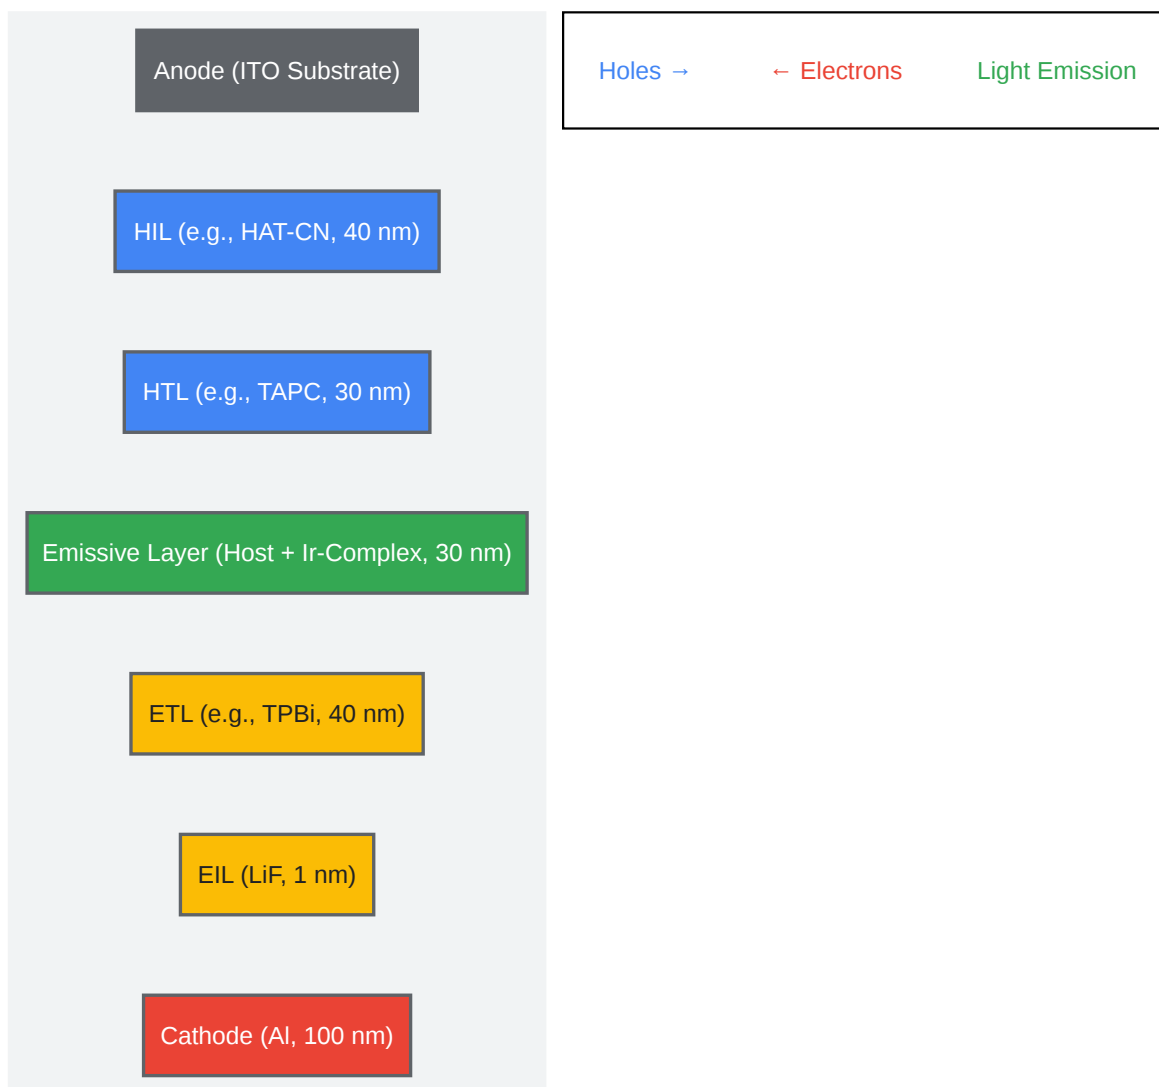 Anode (ITO Substrate)
Holes →
← Electrons
Light Emission
HIL (e.g., HAT-CN, 40 nm)
HTL (e.g., TAPC, 30 nm)
Emissive Layer (Host + Ir-Complex, 30 nm)
ETL (e.g., TPBi, 40 nm)
EIL (LiF, 1 nm)
Cathode (Al, 100 nm)